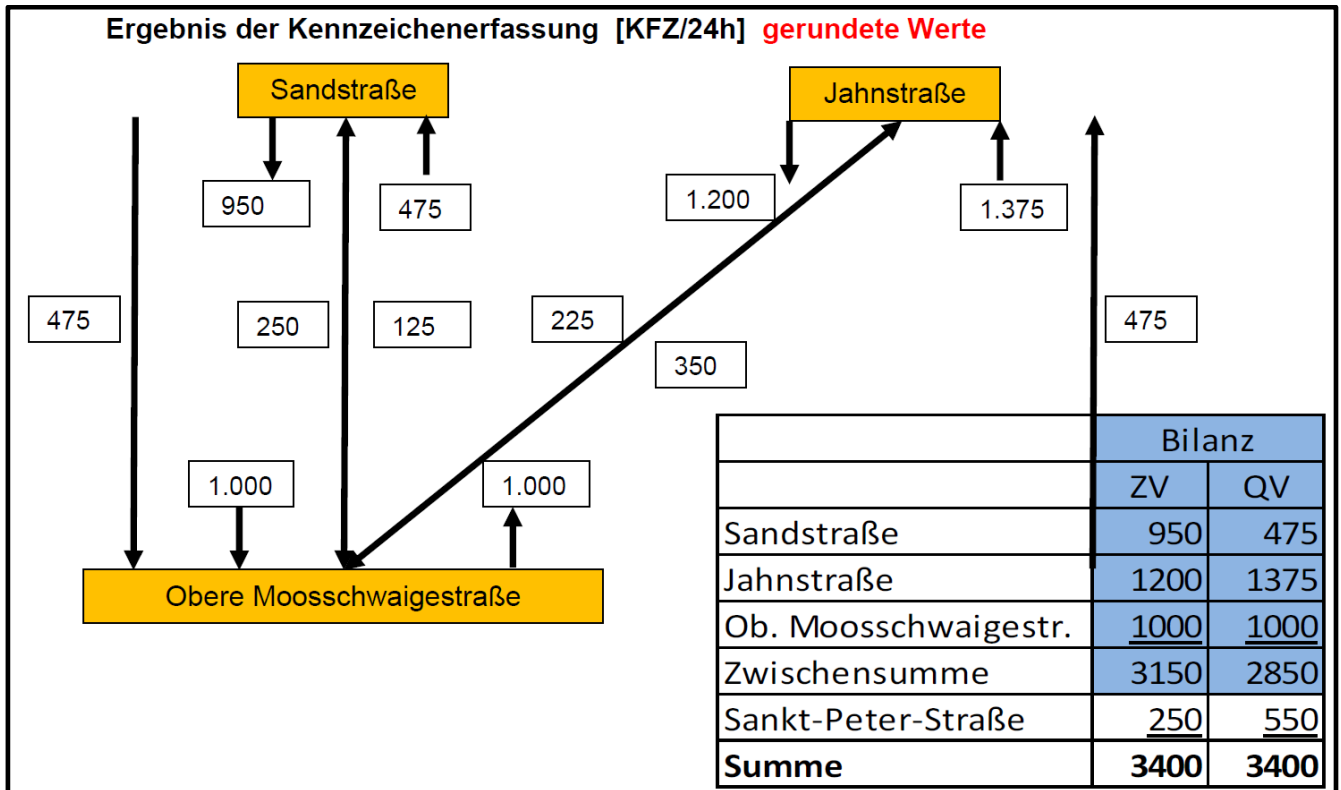 Ergebnis der Kennzeichenerfassung [KFZ/24h] gerundete Werte
Sandstraße
Jahnstraße
950
475
1.200
1.375
475
250
125
225
475
350
1.000
1.000
Obere Moosschwaigestraße
Bilanz
ZV QV
Sandstraße 950 475
Jahnstraße 1200 1375
Ob. Moosschwaigestr. 1000 1000
Zwischensumme 3150 2850
Sankt-Peter-Straße 250 550
Summe 3400 3400